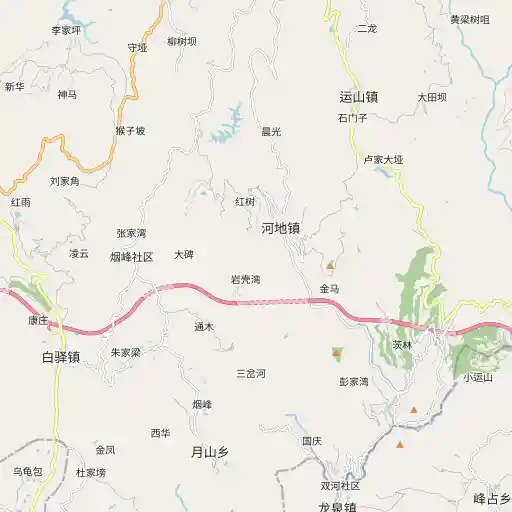 黄梁树咀
李家坪
二龙
柳树坝
守垭
新华
神马
运山镇
大田坝
石门子
猴子坡
晨光
卢家大垭
刘家角
红雨
红树
河地镇
张家湾
凌云
烟峰社区
大碑
岩壳湾
金马
康庄
通木
茨林
白驿镇
朱家梁
三岔河
彭家湾
小运山
烟峰
西华
固庆
金凤
月山乡
乌龟包
杜家塝
双河社区
峰占乡
龙泉镇